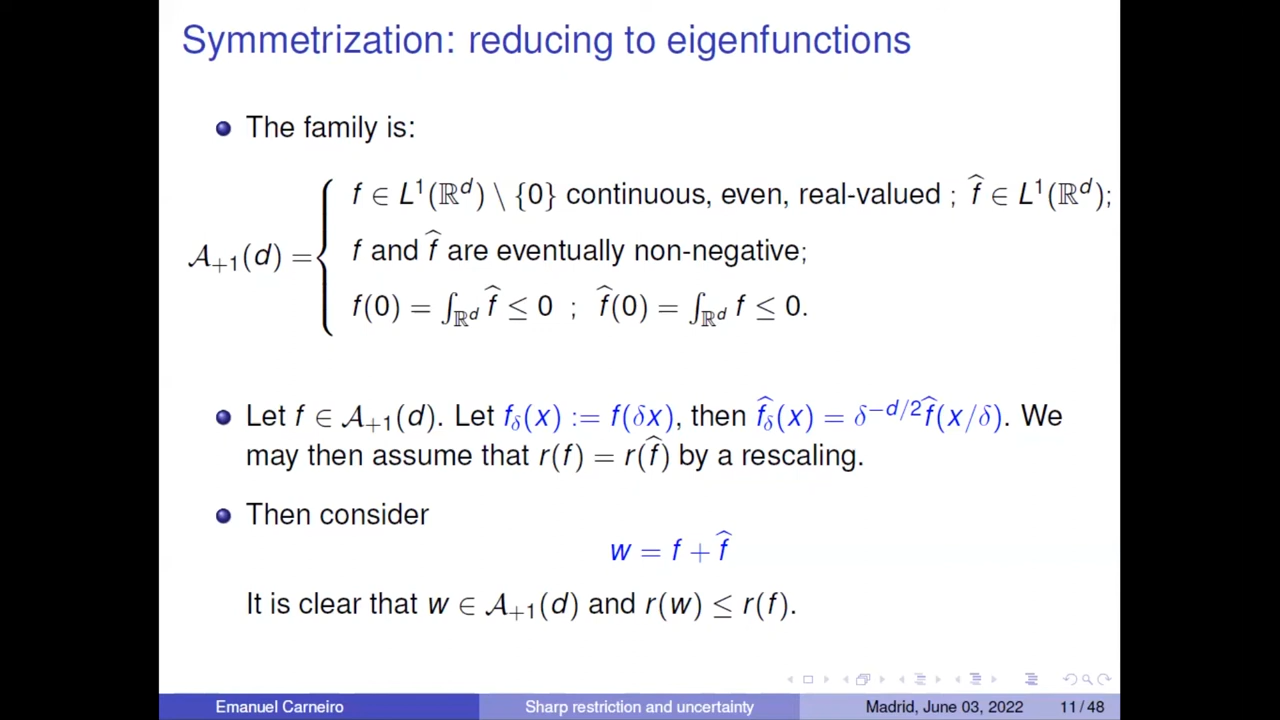 Symmetrization: reducing to eigenfunctions
The family is:
f ∈ L¹(ℝᵈ) \ {0} continuous, even, real-valued ; f̂ ∈ L¹(ℝᵈ);
𝒜₊₁(d) = { f and f̂ are eventually non-negative;
f(0) = ∫_{ℝᵈ} f̂ ≤ 0 ; f̂(0) = ∫_{ℝᵈ} f ≤ 0.
Let f ∈ 𝒜₊₁(d). Let f_δ(x) := f(δx), then f̂_δ(x) = δ^{−d/2} f̂(x/δ). We
may then assume that r(f) = r(f̂) by a rescaling.
Then consider
w = f + f̂
It is clear that w ∈ 𝒜₊₁(d) and r(w) ≤ r(f).
Emanuel Carneiro Sharp restriction and uncertainty Madrid, June 03, 2022 11 / 48